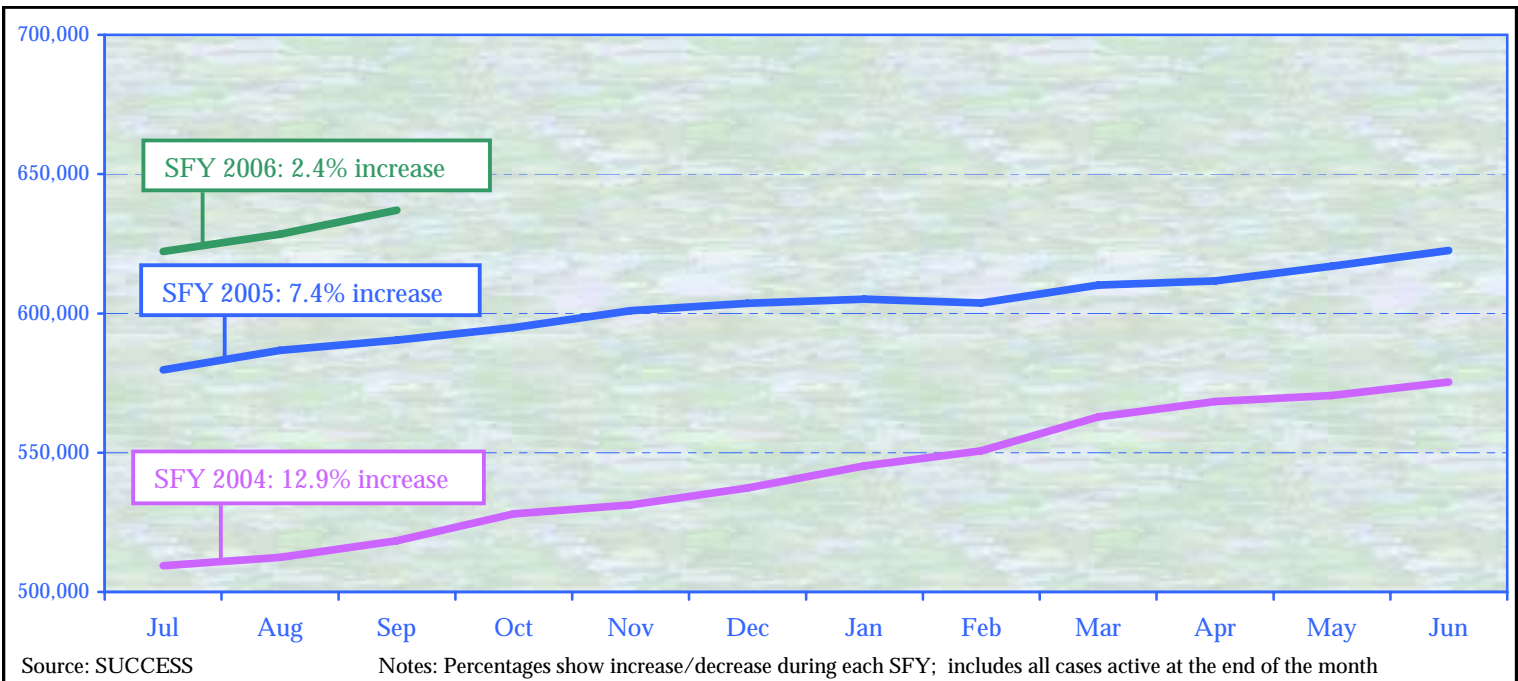 700,000
SFY 2006: 2.4% increase
650,000
SFY 2005: 7.4% increase
600,000
550,000
SFY 2004: 12.9% increase
500,000
Jul Aug Sep Oct Nov Dec Jan Feb Mar Apr May Jun
Source: SUCCESS Notes: Percentages show increase/decrease during each SFY; includes all cases active at the end of the month